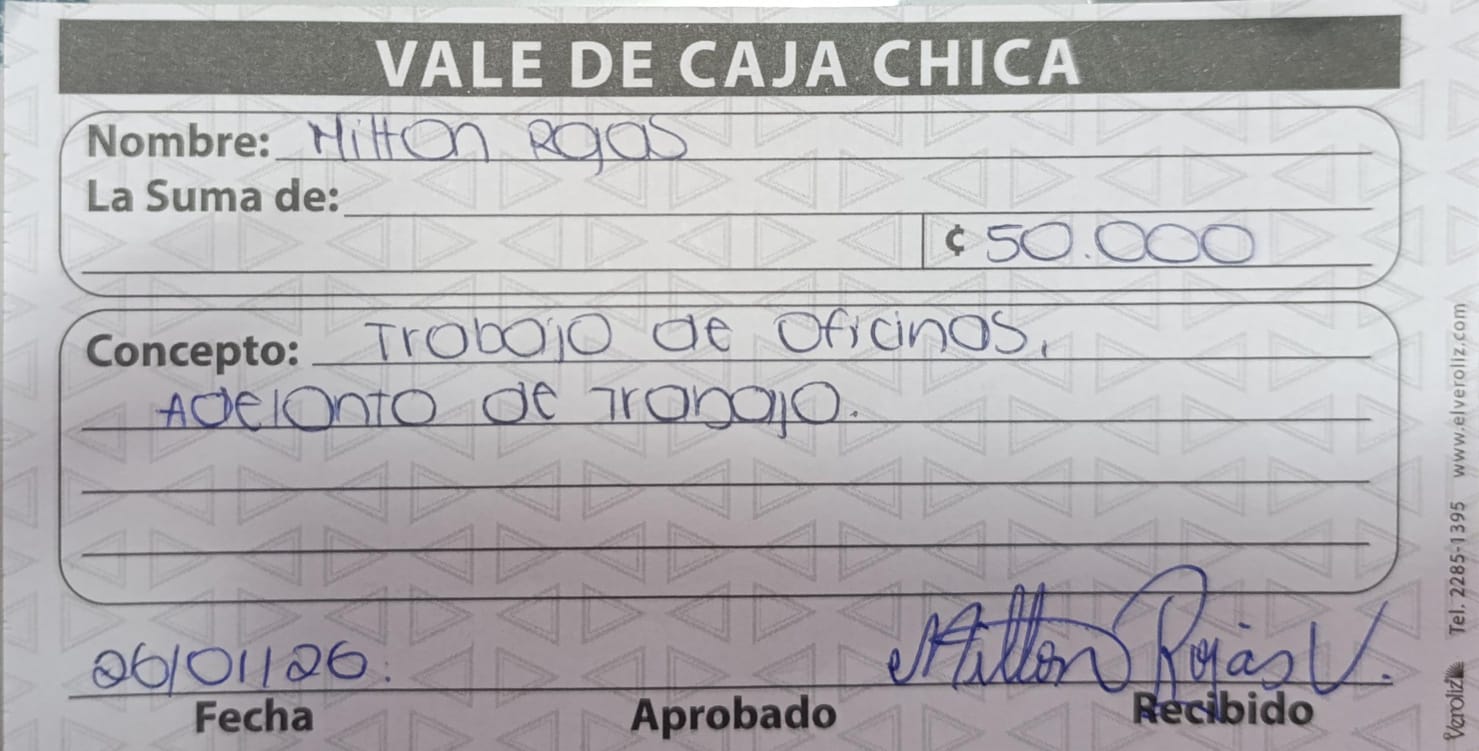 VALE DE CAJA CHICA
Nombre: Milton Rojas
La Suma de:
¢ 50.000
Concepto: Trabajo de Oficinas,
Adelanto de Trabajo.
26/01/26.
Milton Rojas V.
Fecha
Aprobado
Recibido
Veroliz Tel. 2285-1395 www.elveroliz.com